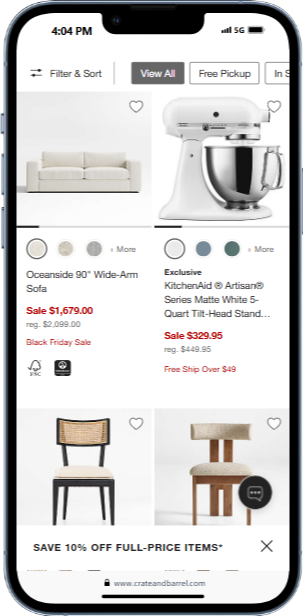 4:04 PM
5G
Filter & Sort
View All
Free Pickup
In S
+ More
+ More
Oceanside 90" Wide-Arm
Sofa
Sale $1,679.00
reg. $2,099.00
Black Friday Sale
FSC
Exclusive
KitchenAid ® Artisan®
Series Matte White 5-
Quart Tilt-Head Stand...
Sale $329.95
reg. $449.95
Free Ship Over $49
SAVE 10% OFF FULL-PRICE ITEMS*
www.crateandbarrel.com